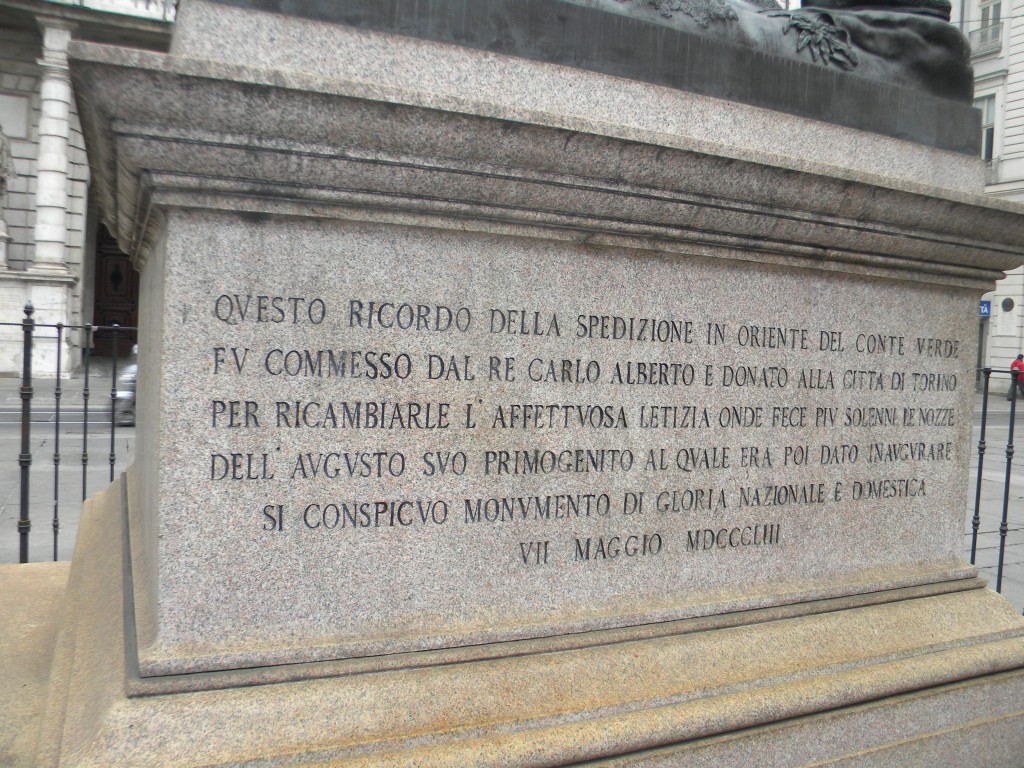 QVESTO RICORDO DELLA SPEDIZIONE IN ORIENTE DEL CONTE VERDE
FV COMMESSO DAL RE CARLO ALBERTO E DONATO ALLA CITTÀ DI TORINO
PER RICAMBIARLE L'AFFETTVOSA LETIZIA ONDE FECE PIV SOLENNI LE NOZZE
DELL'AVGVSTO SVO PRIMOGENITO AL QVALE ERA POI DATO INAVGVRARE
SI CONSPICVO MONVMENTO DI GLORIA NAZIONALE E DOMESTICA
VII MAGGIO MDCCCLIII